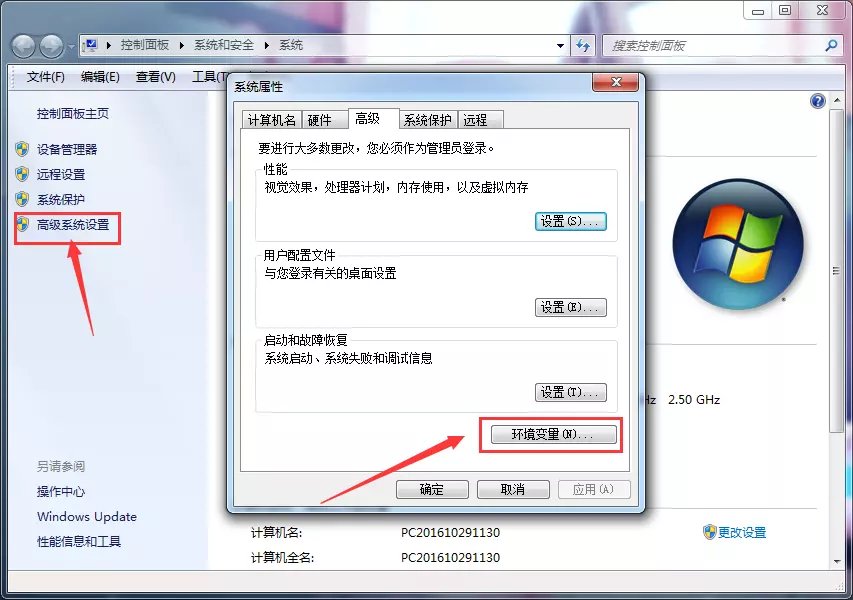 控制面板 系统和安全 系统
搜索控制面板
文件(F) 编辑(E) 查看(V) 工具(T
控制面板主页
设备管理器
远程设置
系统保护
高级系统设置
另请参阅
操作中心
Windows Update
性能信息和工具
系统属性
计算机名 硬件 高级 系统保护 远程
要进行大多数更改，您必须作为管理员登录。
性能
视觉效果，处理器计划，内存使用，以及虚拟内存
设置(S)...
用户配置文件
与您登录有关的桌面设置
设置(E)...
启动和故障恢复
系统启动、系统失败和调试信息
设置(T)...
环境变量(N)...
确定 取消 应用(A)
Hz 2.50 GHz
计算机名: PC201610291130
更改设置
计算机全名: PC201610291130